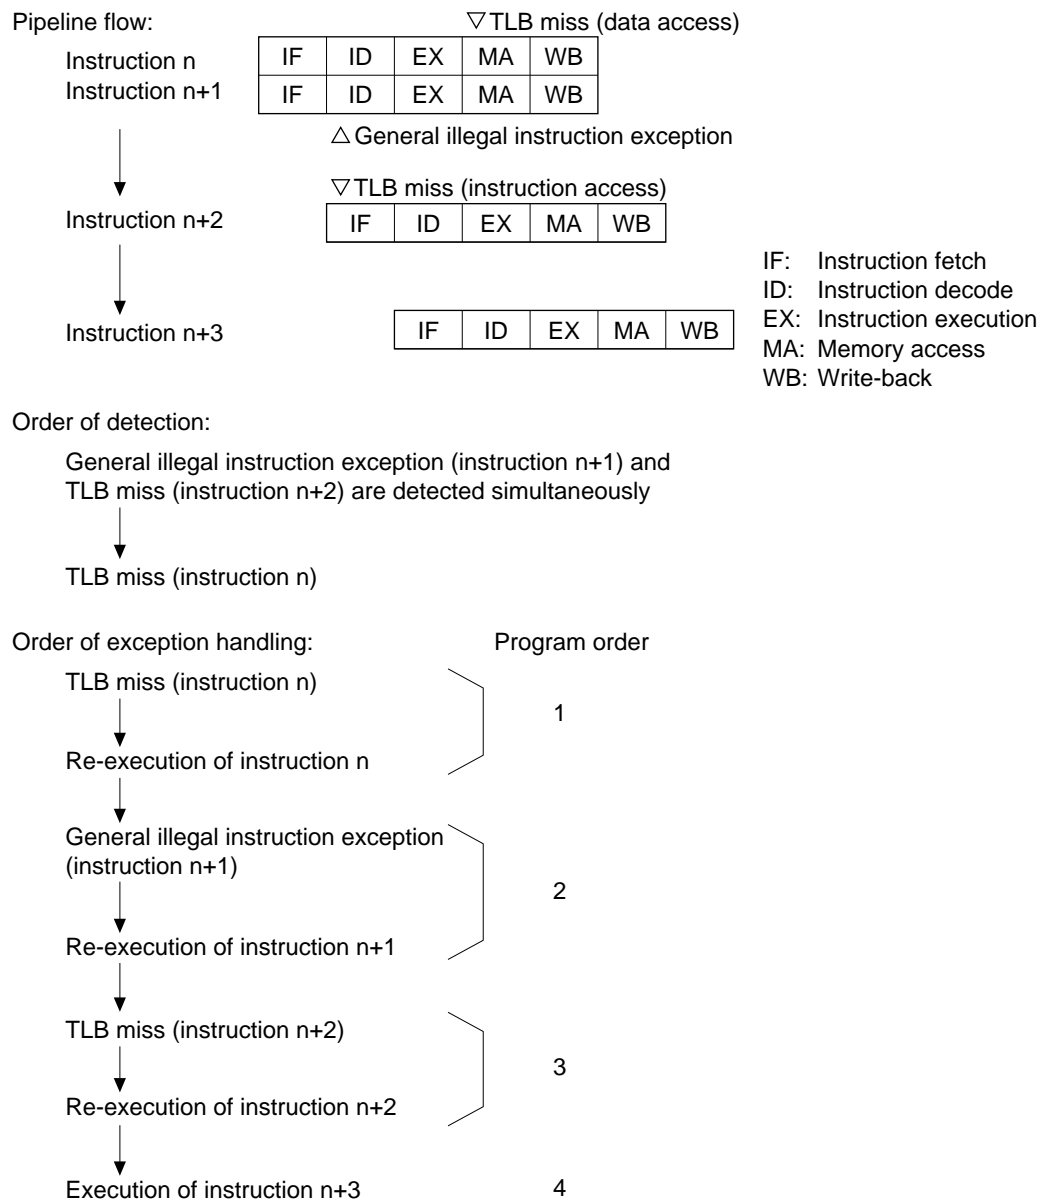 Pipeline flow:
▽TLB miss (data access)
Instruction n IF ID EX MA WB
Instruction n+1 IF ID EX MA WB
△General illegal instruction exception
▽TLB miss (instruction access)
Instruction n+2 IF ID EX MA WB
Instruction n+3 IF ID EX MA WB
IF: Instruction fetch
ID: Instruction decode
EX: Instruction execution
MA: Memory access
WB: Write-back
Order of detection:
General illegal instruction exception (instruction n+1) and
TLB miss (instruction n+2) are detected simultaneously
TLB miss (instruction n)
Order of exception handling: Program order
TLB miss (instruction n)
1
Re-execution of instruction n
General illegal instruction exception
(instruction n+1)
2
Re-execution of instruction n+1
TLB miss (instruction n+2)
3
Re-execution of instruction n+2
Execution of instruction n+3 4